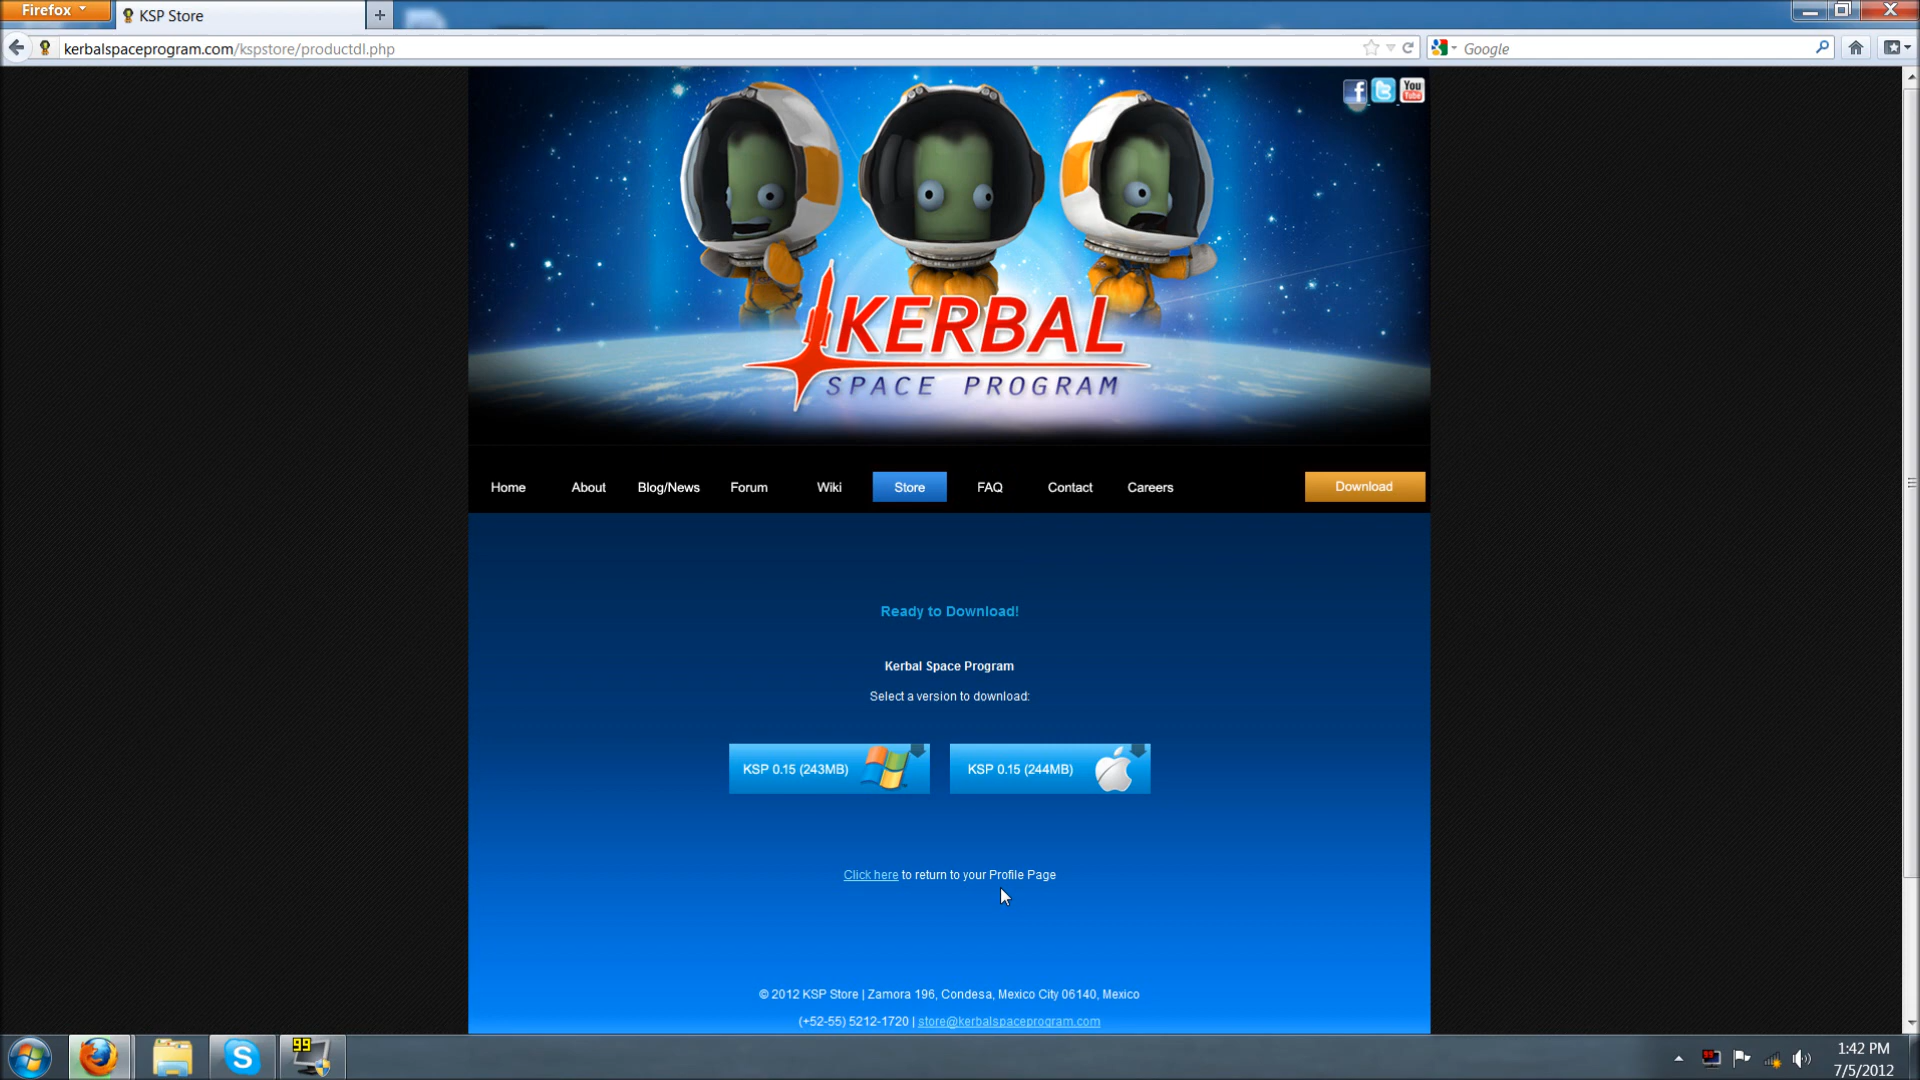 Firefox
KSP Store
kerbalspaceprogram.com/kspstore/productdl.php
Google
f
You
Tube
KERBAL
SPACE PROGRAM
Home About Blog/News Forum Wiki Store FAQ Contact Careers Download
Ready to Download!
Kerbal Space Program
Select a version to download:
KSP 0.15 (243MB) KSP 0.15 (244MB)
Click here to return to your Profile Page
© 2012 KSP Store | Zamora 196, Condesa, Mexico City 06140, Mexico
(+52-55) 5212-1720 | store@kerbalspaceprogram.com
S
99
1:42 PM
7/5/2012